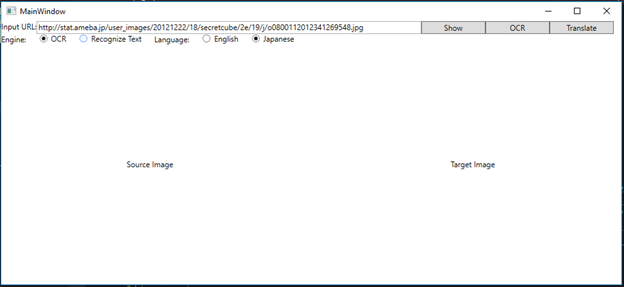 MainWindow
Input URL: http://stat.ameba.jp/user_images/20121222/18/secretcube/2e/19/j/o0800112012341269548.jpg Show OCR Translate
Engine: OCR Recognize Text Language: English Japanese
Source Image Target Image